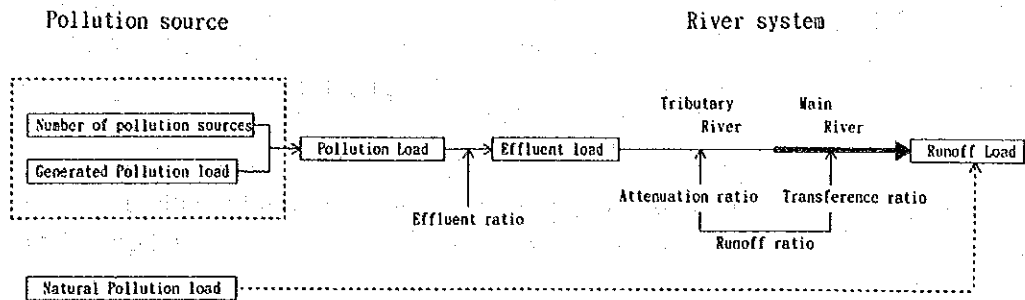 Pollution source
River system
Tributary
River
Main
River
Number of pollution sources
Generated Pollution load
Pollution Load
Effluent load
Runoff Load
Effluent ratio
Attenuation ratio
Transference ratio
Runoff ratio
Natural Pollution load